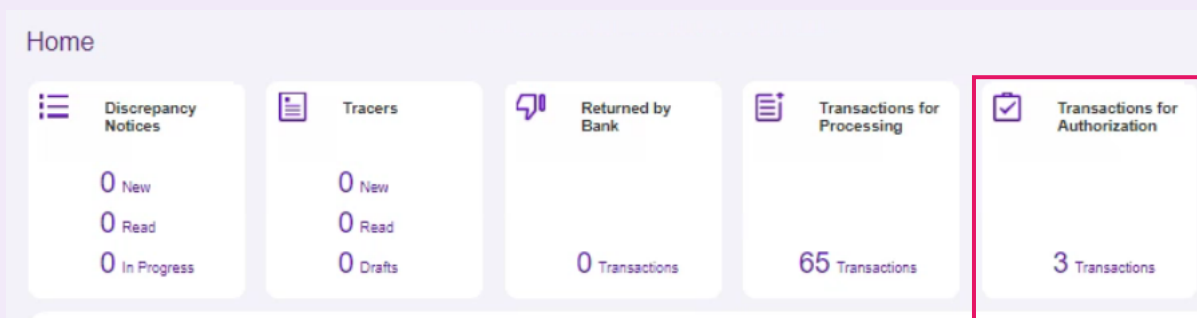 Home
Discrepancy
Notices
0 New
0 Read
0 In Progress
Tracers
0 New
0 Read
0 Drafts
Returned by
Bank
0 Transactions
Transactions for
Processing
65 Transactions
Transactions for
Authorization
3 Transactions